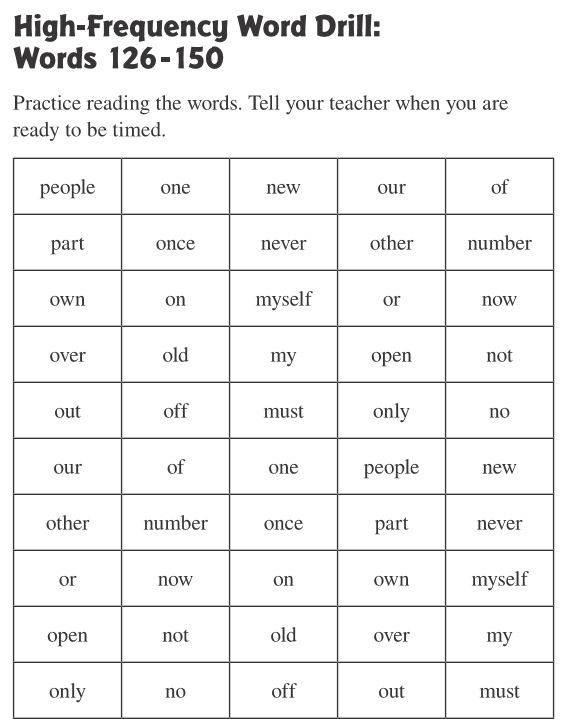 High-Frequency Word Drill:
Words 126-150
Practice reading the words. Tell your teacher when you are
ready to be timed.
people one new our of
part once never other number
own on myself or now
over old my open not
out off must only no
our of one people new
other number once part never
or now on own myself
open not old over my
only no off out must